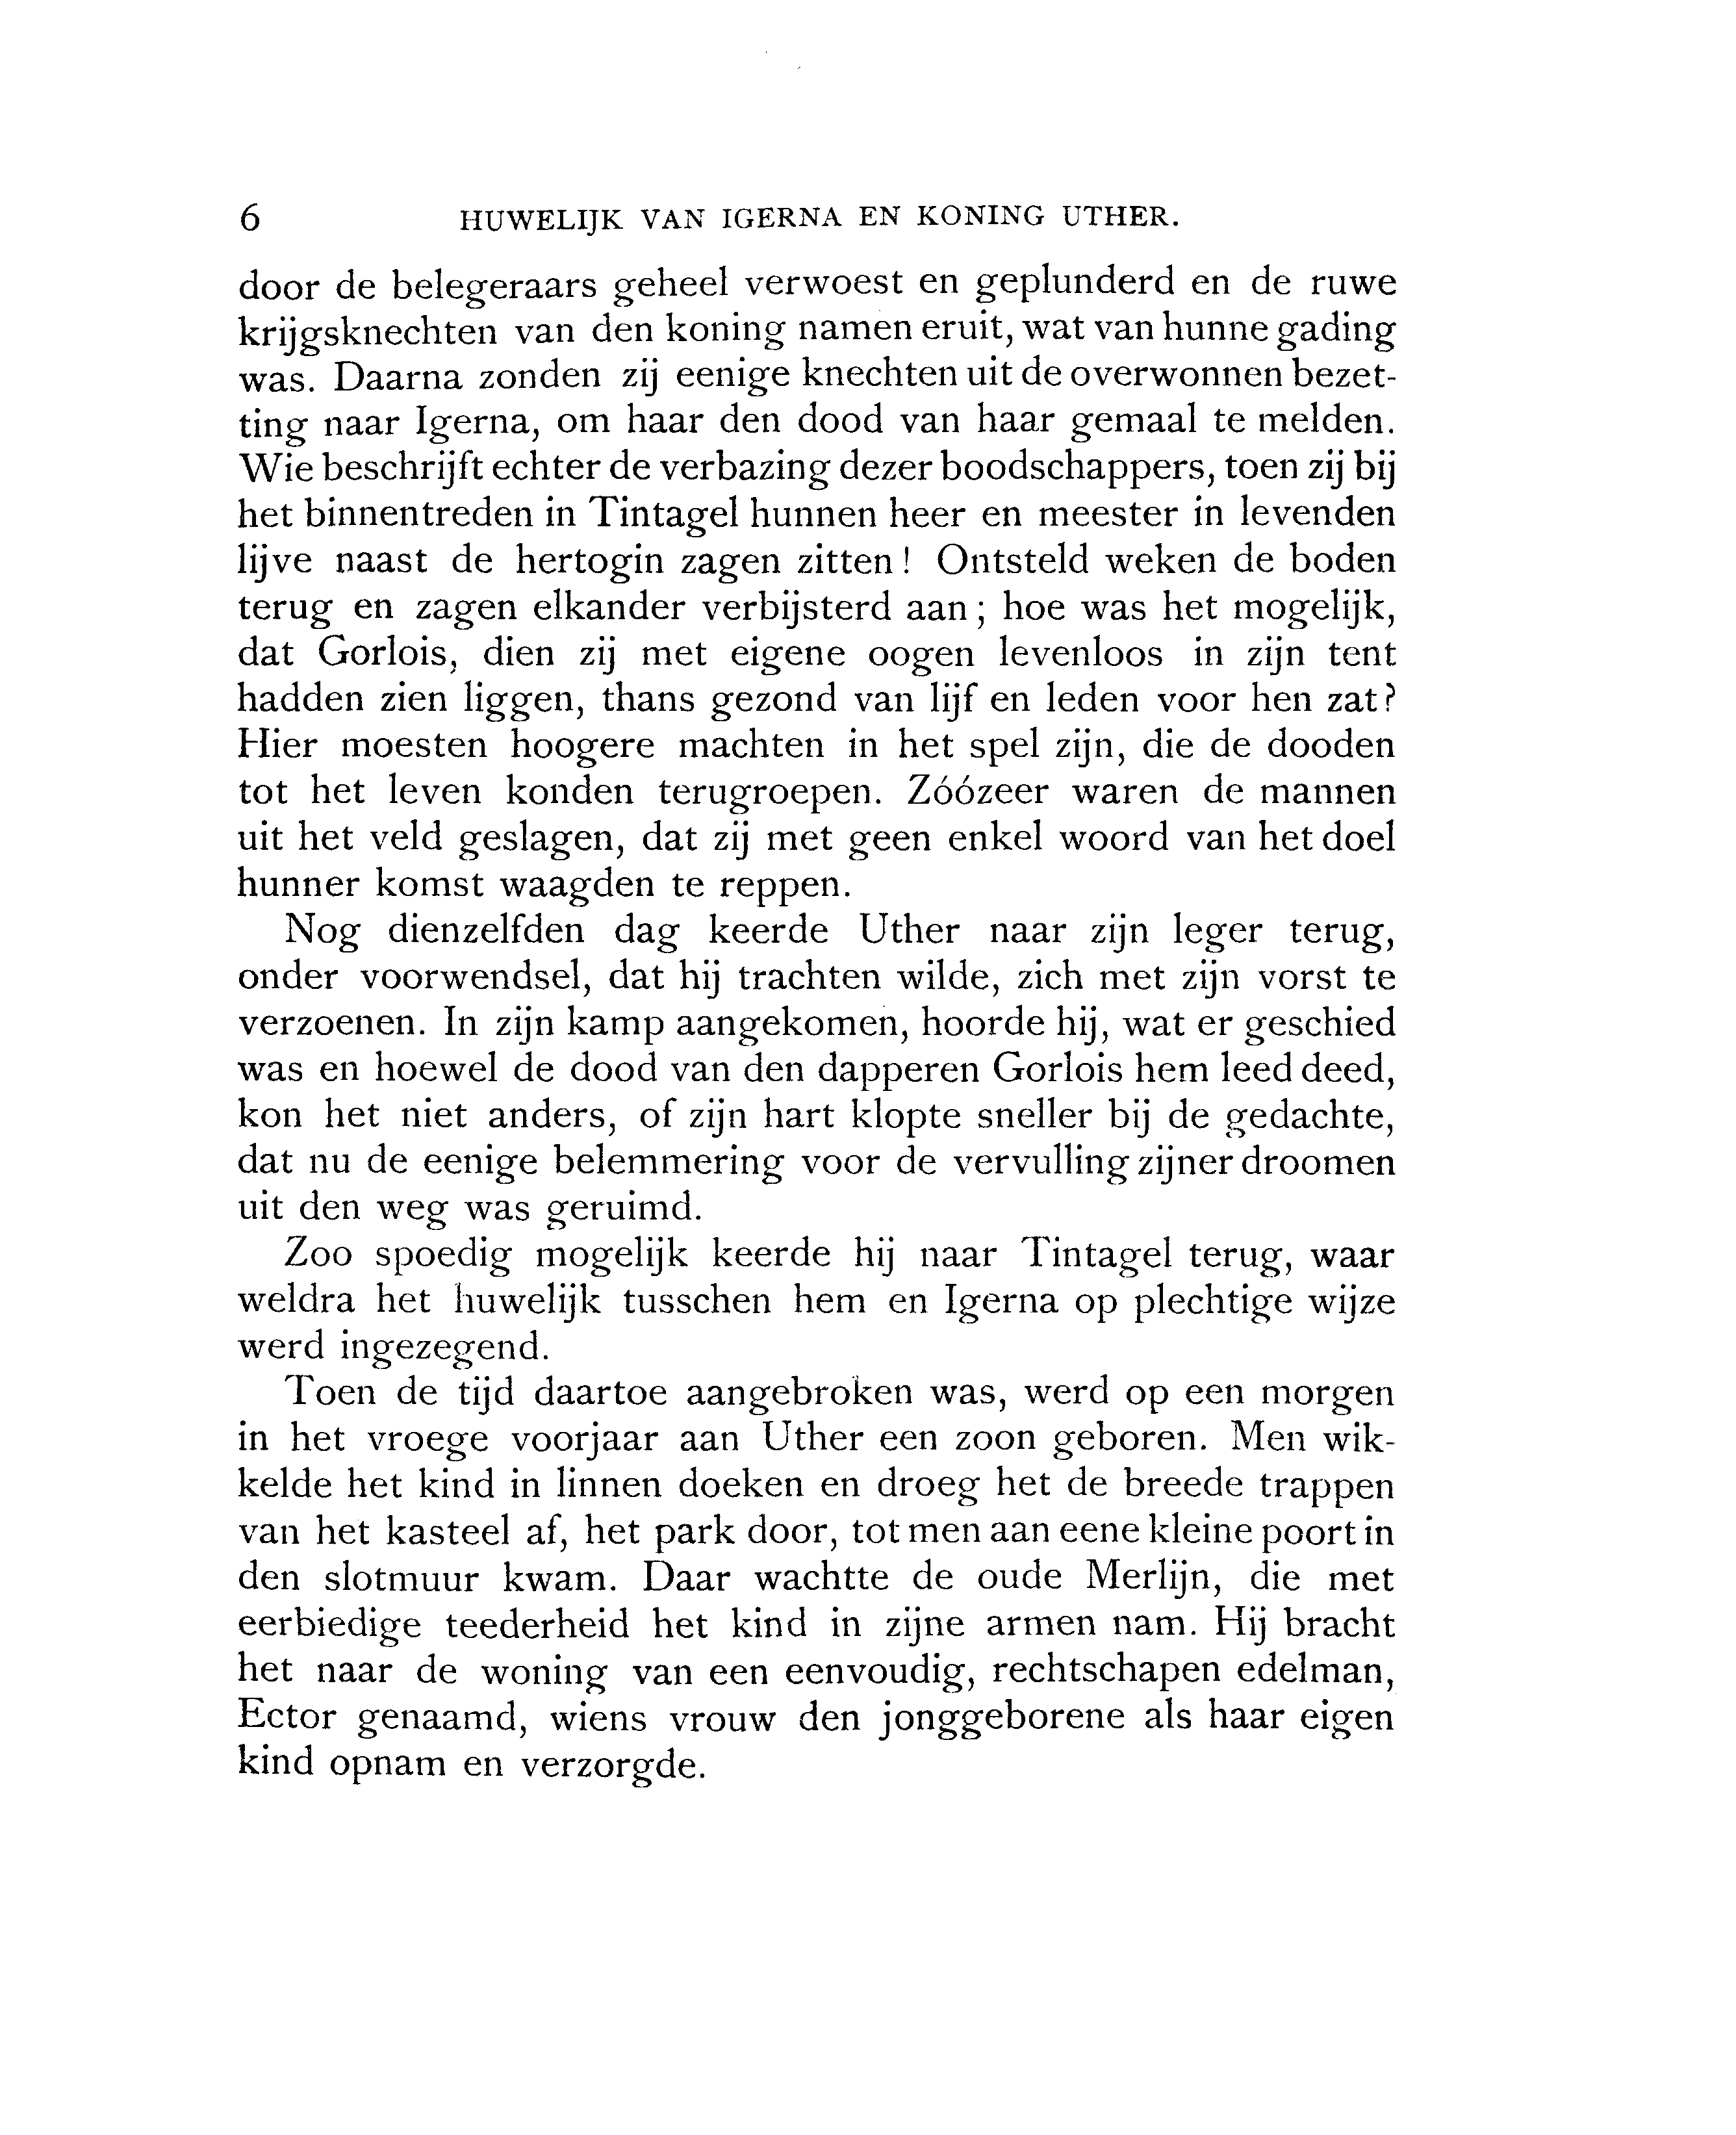 6 HUWELIJK VAN IGERNA EN KONING UTHER.
door de belegeraars geheel verwoest en geplunderd en de ruwe
krijgsknechten van den koning namen eruit, wat van hunne gading
was. Daarna zonden zij eenige knechten uit de overwonnen bezet-
ting naar Igerna, om haar den dood van haar gemaal te melden.
Wie beschrijft echter de verbazing dezer boodschappers, toen zij bij
het binnentreden in Tintagel hunnen heer en meester in levenden
lijve naast de hertogin zagen zitten! Ontsteld weken de boden
terug en zagen elkander verbijsterd aan; hoe was het mogelijk,
dat Gorlois, dien zij met eigene oogen levenloos in zijn tent
hadden zien liggen, thans gezond van lijf en leden voor hen zat?
Hier moesten hoogere machten in het spel zijn, die de dooden
tot het leven konden terugroepen. Zóózeer waren de mannen
uit het veld geslagen, dat zij met geen enkel woord van het doel
hunner komst waagden te reppen.
Nog dienzelfden dag keerde Uther naar zijn leger terug,
onder voorwendsel, dat hij trachten wilde, zich met zijn vorst te
verzoenen. In zijn kamp aangekomen, hoorde hij, wat er geschied
was en hoewel de dood van den dapperen Gorlois hem leed deed,
kon het niet anders, of zijn hart klopte sneller bij de gedachte,
dat nu de eenige belemmering voor de vervulling zijner droomen
uit den weg was geruimd.
Zoo spoedig mogelijk keerde hij naar Tintagel terug, waar
weldra het huwelijk tusschen hem en Igerna op plechtige wijze
werd ingezegend.
Toen de tijd daartoe aangebroken was, werd op een morgen
in het vroege voorjaar aan Uther een zoon geboren. Men wik-
kelde het kind in linnen doeken en droeg het de breede trappen
van het kasteel af, het park door, tot men aan eene kleine poort in
den slotmuur kwam. Daar wachtte de oude Merlijn, die met
eerbiedige teederheid het kind in zijne armen nam. Hij bracht
het naar de woning van een eenvoudig, rechtschapen edelman,
Ector genaamd, wiens vrouw den jonggeborene als haar eigen
kind opnam en verzorgde.